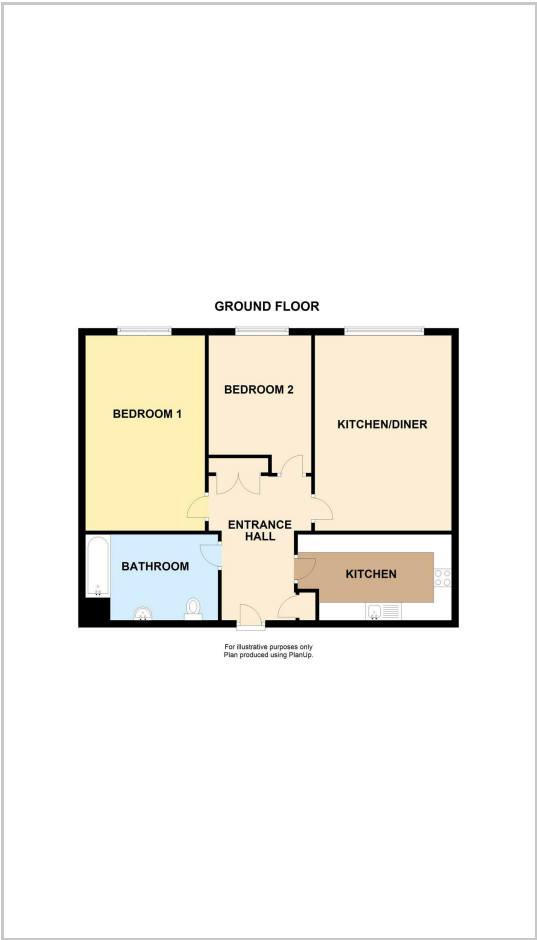 GROUND FLOOR
BEDROOM 1
BEDROOM 2
KITCHEN/DINER
ENTRANCE
HALL
BATHROOM
KITCHEN
For illustrative purposes only
Plan produced using PlanUp.